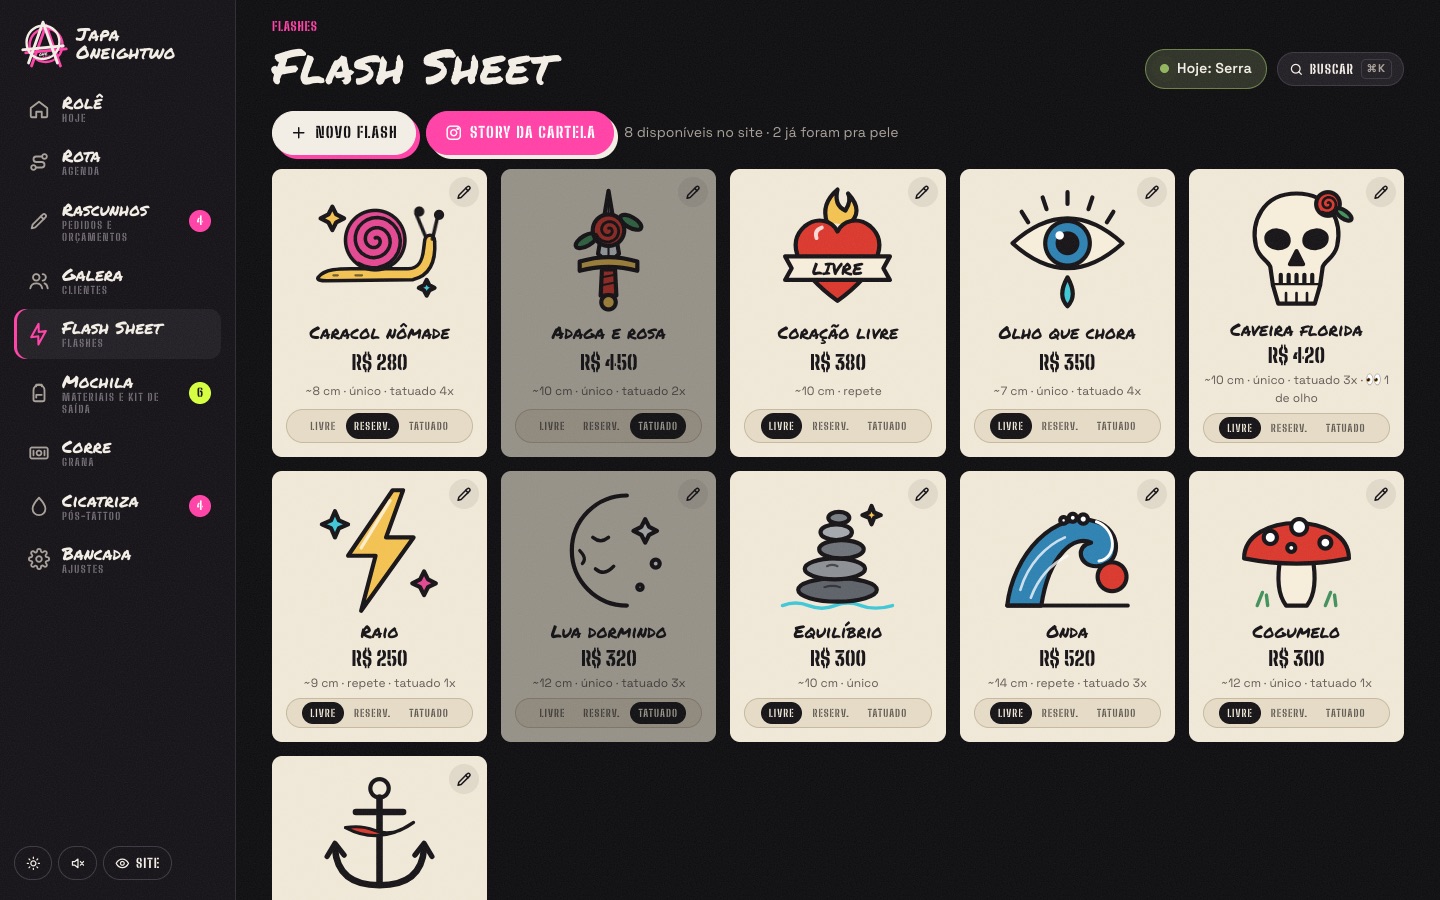 Japa
Oneightwo
Rolê
HOJE
Rota
AGENDA
Rascunhos
PEDIDOS E
ORÇAMENTOS
4
Galera
CLIENTES
Flash Sheet
FLASHES
Mochila
MATERIAIS E KIT DE
SAÍDA
6
Corre
GRANA
Cicatriza
PÓS-TATTOO
4
Bancada
AJUSTES
SITE
FLASHES
Flash Sheet
Hoje: Serra
BUSCAR ⌘K
+ NOVO FLASH
STORY DA CARTELA
8 disponíveis no site · 2 já foram pra pele
Caracol nômade
R$ 280
~8 cm · único · tatuado 4x
LIVRE RESERV. TATUADO
Adaga e rosa
R$ 450
~10 cm · único · tatuado 2x
LIVRE RESERV. TATUADO
LIVRE
Coração livre
R$ 380
~10 cm · repete
LIVRE RESERV. TATUADO
Olho que chora
R$ 350
~7 cm · único · tatuado 4x
LIVRE RESERV. TATUADO
Caveira florida
R$ 420
~10 cm · único · tatuado 3x · 👀 1
de olho
LIVRE RESERV. TATUADO
Raio
R$ 250
~9 cm · repete · tatuado 1x
LIVRE RESERV. TATUADO
Lua dormindo
R$ 320
~12 cm · único · tatuado 3x
LIVRE RESERV. TATUADO
Equilíbrio
R$ 300
~10 cm · único
LIVRE RESERV. TATUADO
Onda
R$ 520
~14 cm · repete · tatuado 3x
LIVRE RESERV. TATUADO
Cogumelo
R$ 300
~12 cm · único · tatuado 1x
LIVRE RESERV. TATUADO